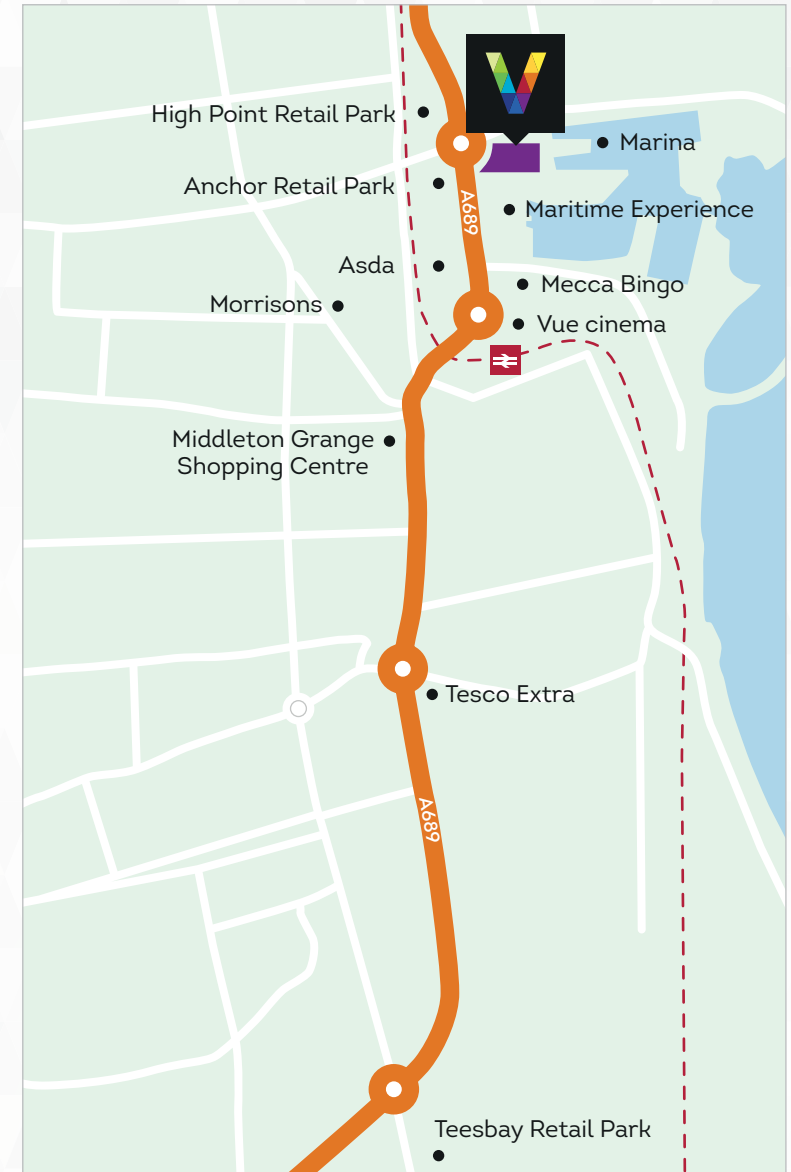 V
High Point Retail Park
Marina
Anchor Retail Park
A689
Maritime Experience
Asda
Mecca Bingo
Morrisons
Vue cinema
Middleton Grange
Shopping Centre
Tesco Extra
A689
Teesbay Retail Park